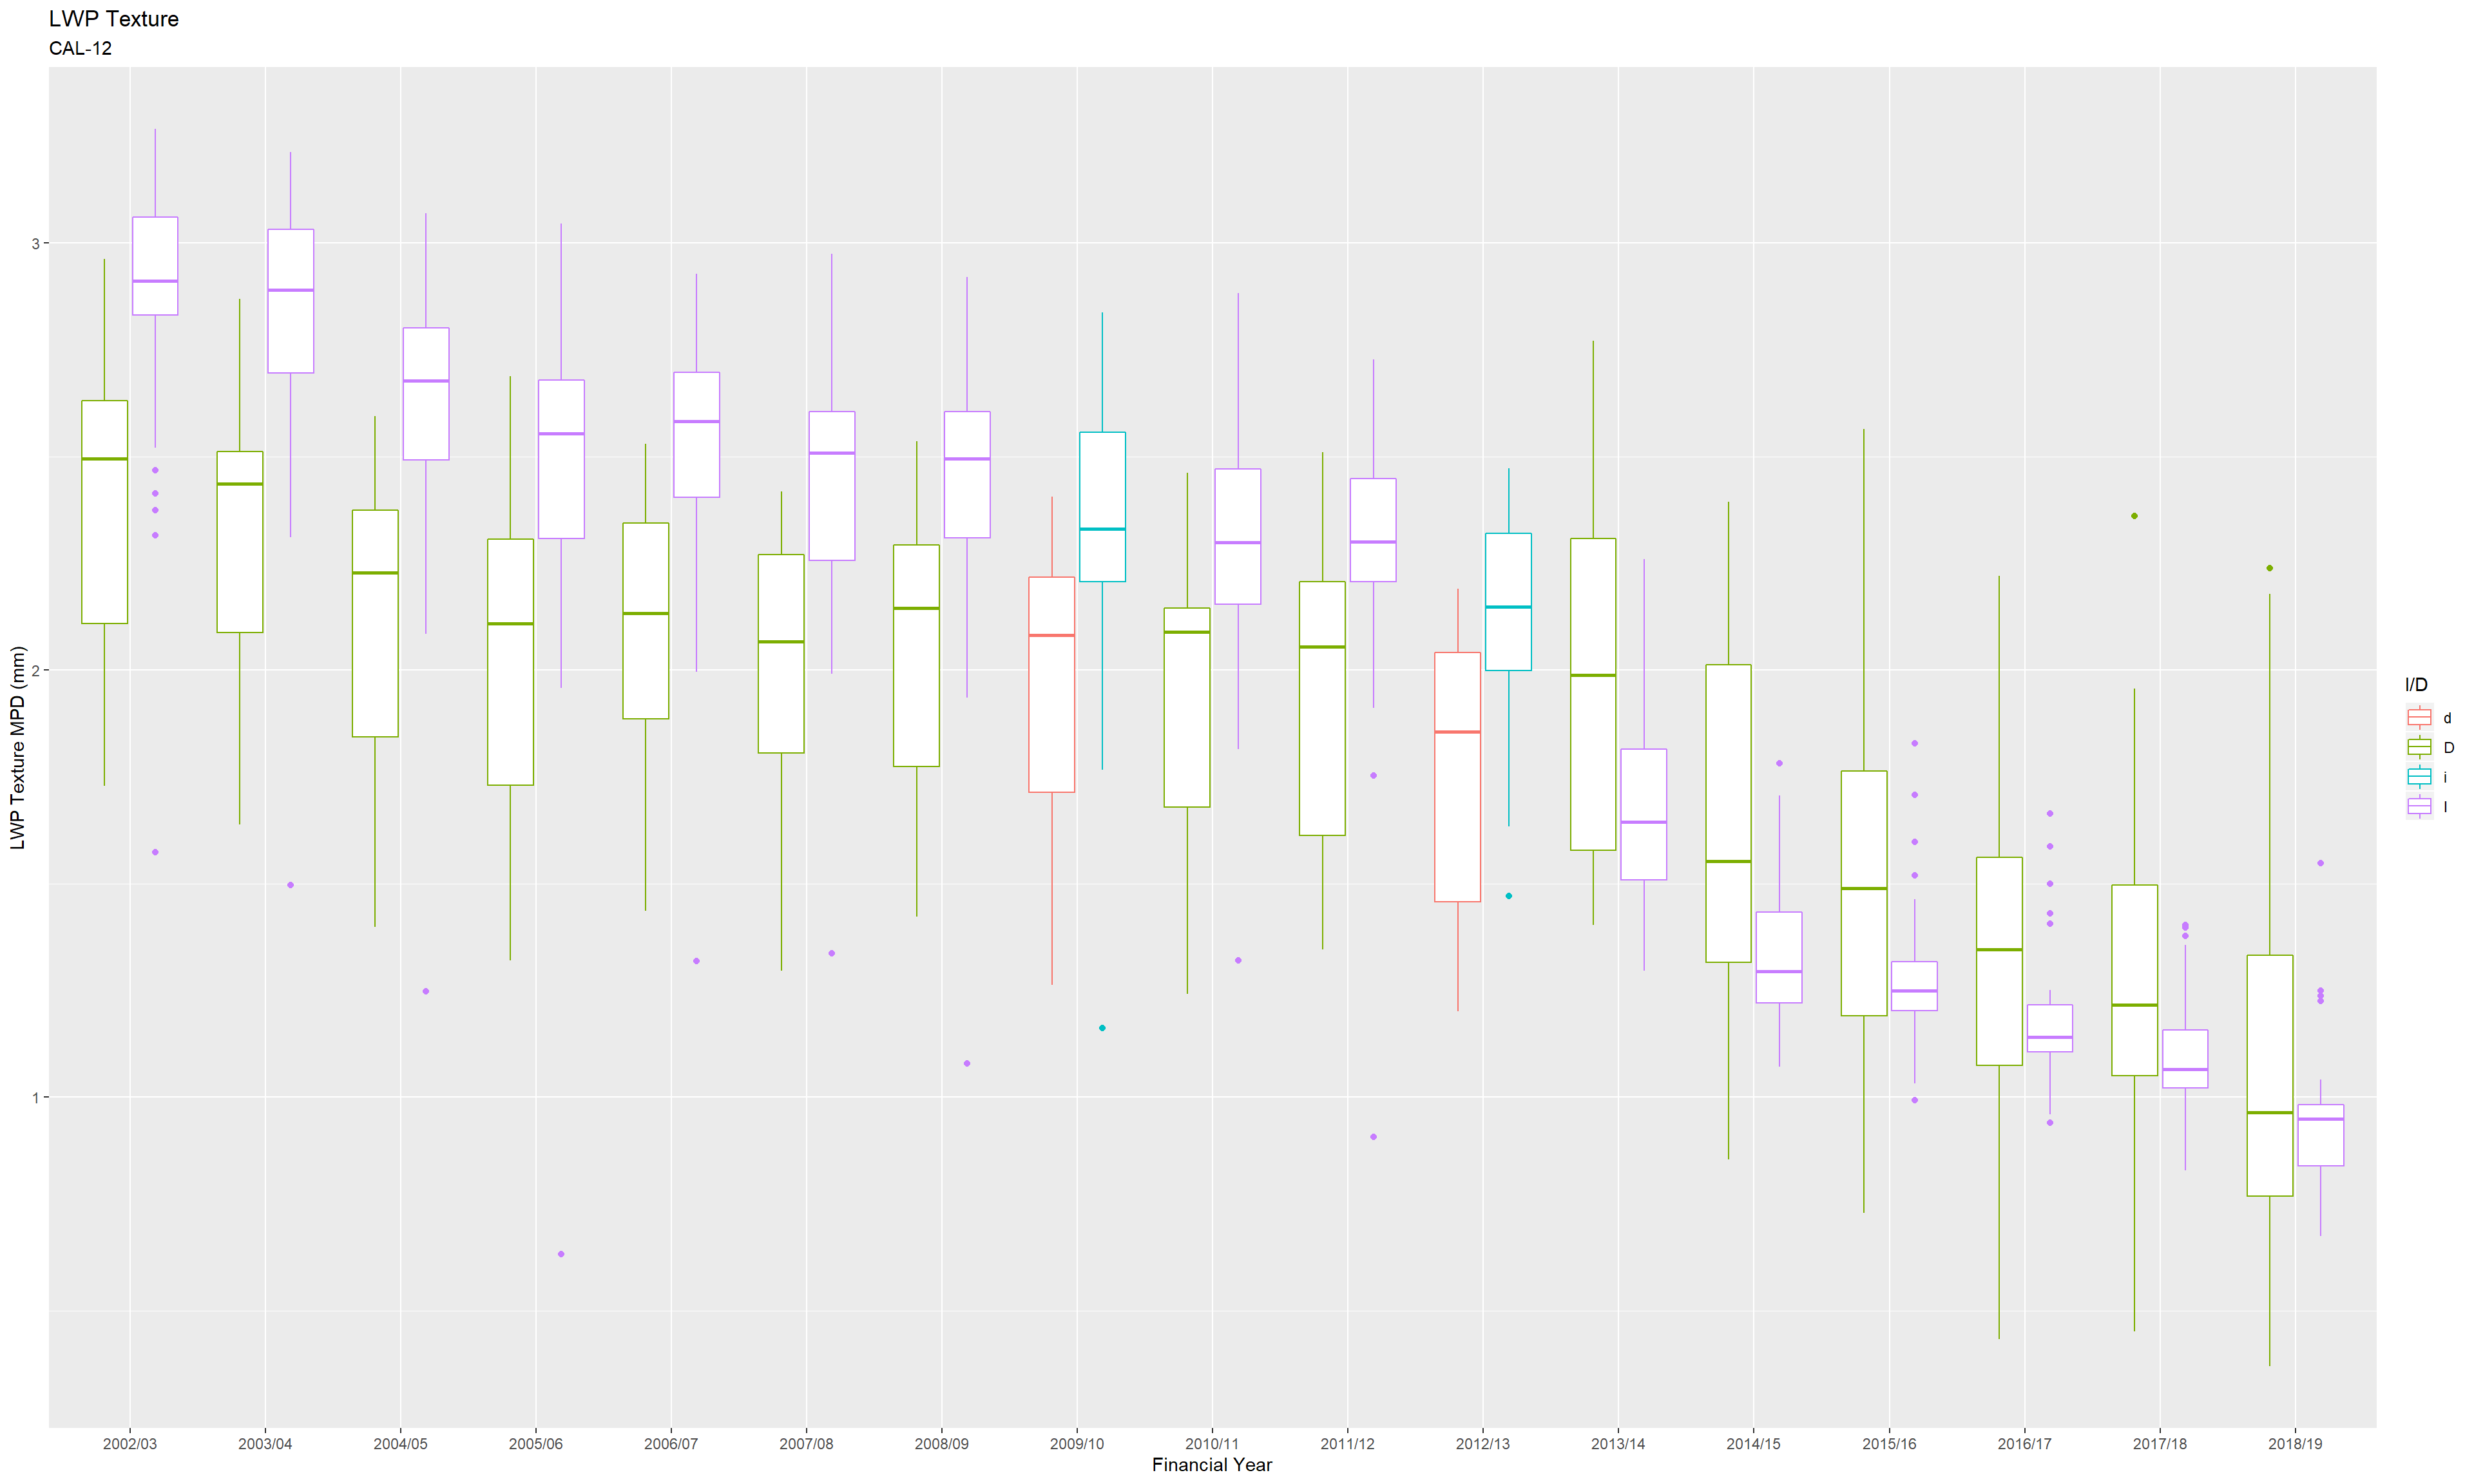 LWP Texture
CAL-12
LWP Texture MPD (mm)
3
2
1
2002/03 2003/04 2004/05 2005/06 2006/07 2007/08 2008/09 2009/10 2010/11 2011/12 2012/13 2013/14 2014/15 2015/16 2016/17 2017/18 2018/19
Financial Year
I/D
d
D
i
I